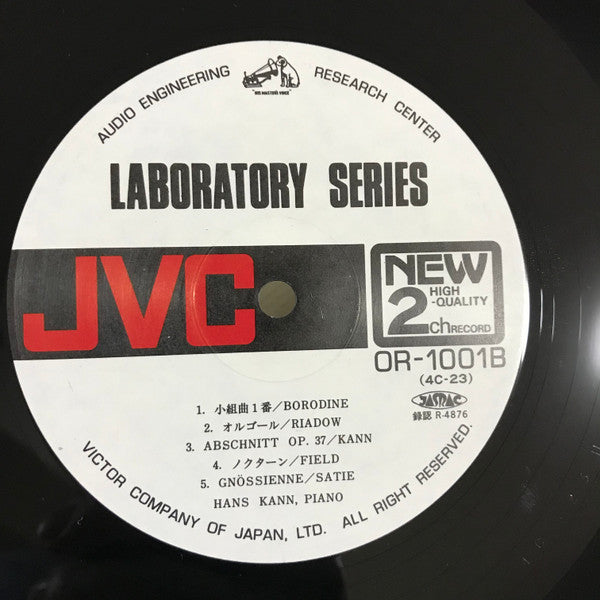 AUDIO ENGINEERING RESEARCH CENTER
"HIS MASTER'S VOICE"
LABORATORY SERIES
JVC
NEW
2ch
HIGH
-QUALITY
RECORD
OR-1001B
(4C-23)
JASRAC
録認 R-4876
1. 小組曲1番/BORODINE
2. オルゴール/RIADOW
3. ABSCHNITT OP. 37/KANN
4. ノクターン/FIELD
5. GNÖSSIENNE/SATIE
HANS KANN, PIANO
VICTOR COMPANY OF JAPAN, LTD. ALL RIGHT RESERVED.